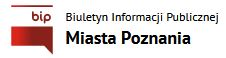 bip
Biuletyn Informacji Publicznej
Miasta Poznania